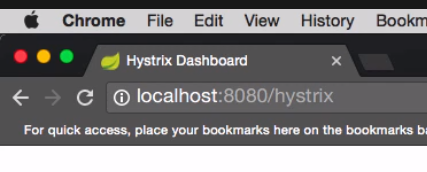 Chrome File Edit View History
Hystrix Dashboard
localhost:8080/hystrix
For quick access, place your bookmarks here on the bookmarks